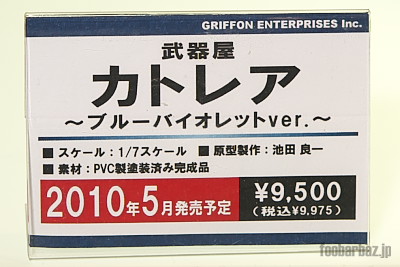 GRIFFON ENTERPRISES Inc.
武器屋
カトレア
～ブルーバイオレットver.～
■スケール：1/7スケール ■原型製作：池田 良一
■素材：PVC製塗装済み完成品
2010年5月発売予定
¥9,500
（税込¥9,975）
foobarbaz.jp